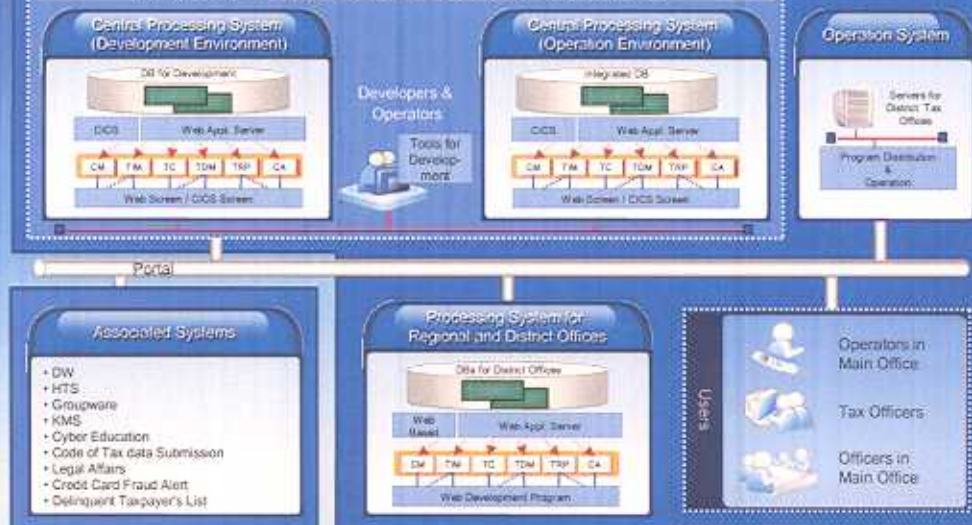 Central Processing System
(Development Environment)
DB for Development
CICS
Web Appl. Server
CM
TIM
TC
TDM
TRP
CA
Web Screen / CICS Screen
Developers &
Operators
Tools for
Develop-
ment
Central Processing System
(Operation Environment)
Integrated DB
CICS
Web Appl. Server
CM
TIM
TC
TDM
TRP
CA
Web Screen / CICS Screen
Operation System
Servers for
District Tax
Offices
Program Distribution
&
Operation
Portal
Associated Systems
• DW
• HTS
• Groupware
• KMS
• Cyber Education
• Code of Tax data Submission
• Legal Affairs
• Credit Card Fraud Alert
• Delinquent Taxpayer's List
Processing System for
Regional and District Offices
DBs for District Offices
Web
Based
Web Appl. Server
CM
TIM
TC
TDM
TRP
CA
Web Development Program
Users
Operators in
Main Office
Tax Officers
Officers in
Main Office